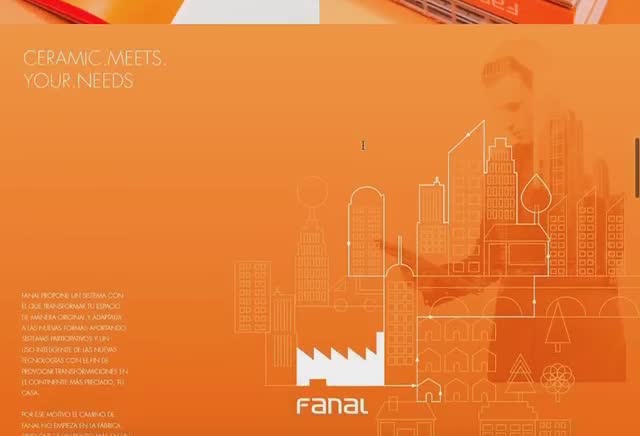 CERAMIC.MEETS.
YOUR.NEEDS
FANAL PROPONE UN SISTEMA CON
EL QUE TRANSFORMAR TU ESPACIO
DE MANERA ORIGINAL Y ADAPTARLA
A LAS NUEVAS FORMAS APORTANDO
SISTEMAS PARTICIPATIVOS Y UN
USO INTELIGENTE DE LAS NUEVAS
TECNOLOGÍAS CON EL FIN DE
PROVOCAR TRANSFORMACIONES EN
EL CONTINENTE MÁS PRECIADO, TU
CASA.
POR ESE MOTIVO EL CAMINO DE
FANAL NO EMPIEZA EN LA FÁBRICA,
FANAL